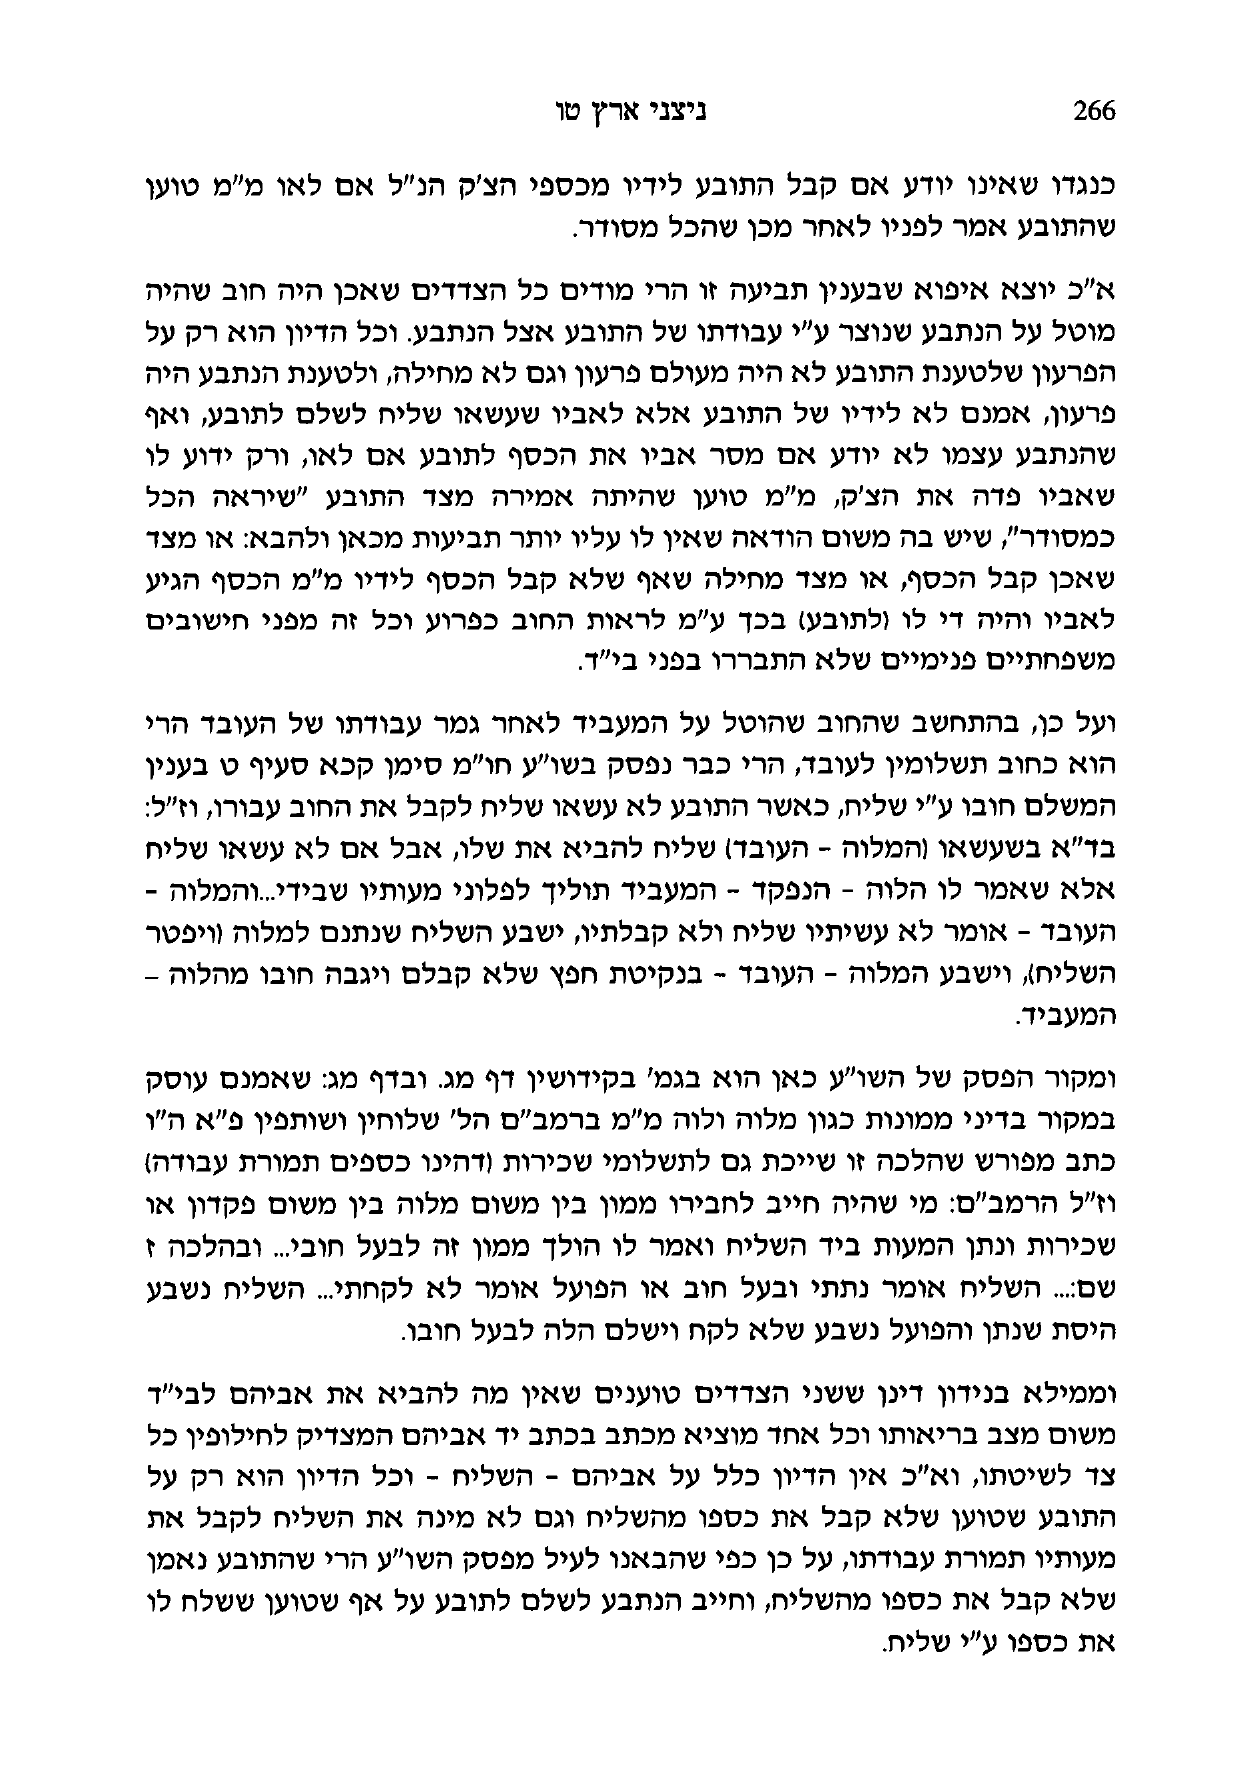 266
ניצני ארץ טו
כנגדו שאינו יודע אם קבל התובע לידיו מכספי הצ'ק הנ"ל אם לאו מ"מ טוען
שהתובע אמר לפניו לאחר מכן שהכל מסודר.
א"כ יוצא איפוא שבענין תביעה זו הרי מודים כל הצדדים שאכן היה חוב שהיה
מוטל על הנתבע שנוצר ע"י עבודתו של התובע אצל הנתבע. וכל הדיון הוא רק על
הפרעון שלטענת התובע לא היה מעולם פרעון וגם לא מחילה, ולטענת הנתבע היה
פרעון, אמנם לא לידיו של התובע אלא לאביו שעשאו שליח לשלם לתובע, ואף
שהנתבע עצמו לא יודע אם מסר אביו את הכסף לתובע אם לאו, ורק ידוע לו
שאביו פדה את הצ'ק, מ"מ טוען שהיתה אמירה מצד התובע "שיראה הכל
כמסודר", שיש בה משום הודאה שאין לו עליו יותר תביעות מכאן ולהבא: או מצד
שאכן קבל הכסף, או מצד מחילה שאף שלא קבל הכסף לידיו מ"מ הכסף הגיע
לאביו והיה די לו (לתובע) בכך ע"מ לראות החוב כפרוע וכל זה מפני חישובים
משפחתיים פנימיים שלא התבררו בפני בי"ד.
ועל כן, בהתחשב שהחוב שהוטל על המעביד לאחר גמר עבודתו של העובד הרי
הוא כחוב תשלומין לעובד, הרי כבר נפסק בשו"ע חו"מ סימן קכא סעיף ט בענין
המשלם חובו ע"י שליח, כאשר התובע לא עשאו שליח לקבל את החוב עבורו, וז"ל:
בד"א בשעשאו (המלוה - העובד) שליח להביא את שלו, אבל אם לא עשאו שליח
אלא שאמר לו הלוה - הנפקד - המעביד תוליך לפלוני מעותיו שבידי...והמלוה -
העובד - אומר לא עשיתיו שליח ולא קבלתיו, ישבע השליח שנתנם למלוה (ויפטר
השליח), וישבע המלוה - העובד - בנקיטת חפץ שלא קבלם ויגבה חובו מהלוה -
המעביד.
ומקור הפסק של השו"ע כאן הוא בגמ' בקידושין דף מג. ובדף מג: שאמנם עוסק
במקור בדיני ממונות כגון מלוה ולוה מ"מ ברמב"ם הל' שלוחין ושותפין פ"א ה"ו
כתב מפורש שהלכה זו שייכת גם לתשלומי שכירות (דהינו כספים תמורת עבודה)
וז"ל הרמב"ם: מי שהיה חייב לחבירו ממון בין משום מלוה בין משום פקדון או
שכירות ונתן המעות ביד השליח ואמר לו הולך ממון זה לבעל חובי... ובהלכה ז
שם:... השליח אומר נתתי ובעל חוב או הפועל אומר לא לקחתי... השליח נשבע
היסת שנתן והפועל נשבע שלא לקח וישלם הלה לבעל חובו.
וממילא בנידון דינן ששני הצדדים טוענים שאין מה להביא את אביהם לבי"ד
משום מצב בריאותו וכל אחד מוציא מכתב בכתב יד אביהם המצדיק לחילופין כל
צד לשיטתו, וא"כ אין הדיון כלל על אביהם - השליח - וכל הדיון הוא רק על
התובע שטוען שלא קבל את כספו מהשליח וגם לא מינה את השליח לקבל את
מעותיו תמורת עבודתו, על כן כפי שהבאנו לעיל מפסק השו"ע הרי שהתובע נאמן
שלא קבל את כספו מהשליח, וחייב הנתבע לשלם לתובע על אף שטוען ששלח לו
את כספו ע"י שליח.